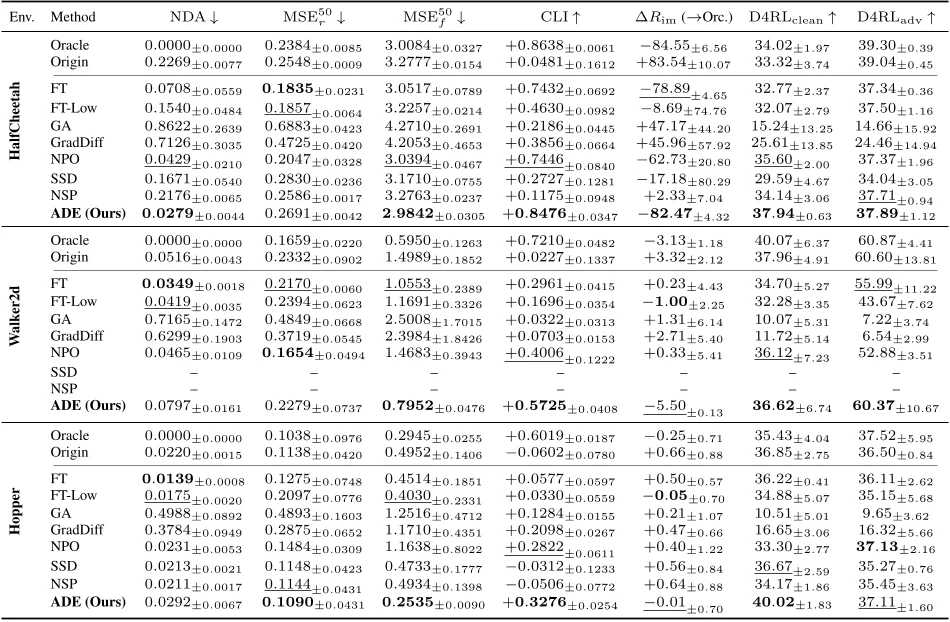 Env. Method NDA ↓ MSE_r^50 ↓ MSE_f^50 ↓ CLI ↑ ΔR_im (→Orc.) D4RL_clean ↑ D4RL_adv ↑
HalfCheetah
Oracle 0.0000±0.0000 0.2384±0.0085 3.0084±0.0327 +0.8638±0.0061 −84.55±6.56 34.02±1.97 39.30±0.39
Origin 0.2269±0.0077 0.2548±0.0009 3.2777±0.0154 +0.0481±0.1612 +83.54±10.07 33.32±3.74 39.04±0.45
FT 0.0708±0.0559 0.1835±0.0231 3.0517±0.0789 +0.7432±0.0692 −78.89±4.65 32.77±2.37 37.34±0.36
FT-Low 0.1540±0.0484 0.1857±0.0064 3.2257±0.0214 +0.4630±0.0982 −8.69±74.76 32.07±2.79 37.50±1.16
GA 0.8622±0.2639 0.6883±0.0423 4.2710±0.2691 +0.2186±0.0445 +47.17±44.20 15.24±13.25 14.66±15.92
GradDiff 0.7126±0.3035 0.4725±0.0420 4.2053±0.4653 +0.3856±0.0664 +45.96±57.92 25.61±13.85 24.46±14.94
NPO 0.0429±0.0210 0.2047±0.0328 3.0394±0.0467 +0.7446±0.0840 −62.73±20.80 35.60±2.00 37.37±1.96
SSD 0.1671±0.0540 0.2830±0.0236 3.1710±0.0755 +0.2727±0.1281 −17.18±80.29 29.59±4.67 34.04±3.05
NSP 0.2176±0.0065 0.2586±0.0017 3.2763±0.0237 +0.1175±0.0948 +2.33±7.04 34.14±3.06 37.71±0.94
ADE (Ours) 0.0279±0.0044 0.2691±0.0042 2.9842±0.0305 +0.8476±0.0347 −82.47±4.32 37.94±0.63 37.89±1.12
Walker2d
Oracle 0.0000±0.0000 0.1659±0.0220 0.5950±0.1263 +0.7210±0.0482 −3.13±1.18 40.07±6.37 60.87±4.41
Origin 0.0516±0.0043 0.2332±0.0902 1.4989±0.1852 +0.0227±0.1337 +3.32±2.12 37.96±4.91 60.60±13.81
FT 0.0349±0.0018 0.2170±0.0060 1.0553±0.2389 +0.2961±0.0415 +0.23±4.43 34.70±5.27 55.99±11.22
FT-Low 0.0419±0.0035 0.2394±0.0623 1.1691±0.3326 +0.1696±0.0354 −1.00±2.25 32.28±3.35 43.67±7.62
GA 0.7165±0.1472 0.4849±0.0668 2.5008±1.7015 +0.0322±0.0313 +1.31±6.14 10.07±5.31 7.22±3.74
GradDiff 0.6299±0.1903 0.3719±0.0545 2.3984±1.8426 +0.0703±0.0153 +2.71±5.40 11.72±5.14 6.54±2.99
NPO 0.0465±0.0109 0.1654±0.0494 1.4683±0.3943 +0.4006±0.1222 +0.33±5.41 36.12±7.23 52.88±3.51
SSD – – – – – – –
NSP – – – – – – –
ADE (Ours) 0.0797±0.0161 0.2279±0.0737 0.7952±0.0476 +0.5725±0.0408 −5.50±0.13 36.62±6.74 60.37±10.67
Hopper
Oracle 0.0000±0.0000 0.1038±0.0976 0.2945±0.0255 +0.6019±0.0187 −0.25±0.71 35.43±4.04 37.52±5.95
Origin 0.0220±0.0015 0.1138±0.0420 0.4952±0.1406 −0.0602±0.0780 +0.66±0.88 36.85±2.75 36.50±0.84
FT 0.0139±0.0008 0.1275±0.0748 0.4514±0.1851 +0.0577±0.0597 +0.50±0.57 36.22±0.41 36.11±2.62
FT-Low 0.0175±0.0020 0.2097±0.0776 0.4030±0.2331 +0.0330±0.0559 −0.05±0.70 34.88±5.07 35.15±5.68
GA 0.4988±0.0892 0.4893±0.1603 1.2516±0.4712 +0.1284±0.0155 +0.21±1.07 10.51±5.01 9.65±3.62
GradDiff 0.3784±0.0949 0.2875±0.0652 1.1710±0.4351 +0.2098±0.0267 +0.47±0.66 16.65±3.06 16.32±5.66
NPO 0.0231±0.0053 0.1484±0.0309 1.1638±0.8022 +0.2822±0.0611 +0.40±1.22 33.30±2.77 37.13±2.16
SSD 0.0213±0.0021 0.1148±0.0423 0.4733±0.1777 −0.0312±0.1233 +0.56±0.84 36.67±2.59 35.27±0.76
NSP 0.0211±0.0017 0.1144±0.0431 0.4934±0.1398 −0.0506±0.0772 +0.64±0.88 34.17±1.86 35.45±3.63
ADE (Ours) 0.0292±0.0067 0.1090±0.0431 0.2535±0.0090 +0.3276±0.0254 −0.01±0.70 40.02±1.83 37.11±1.60